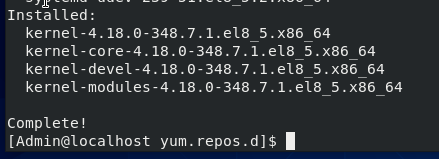 Installed:
kernel-4.18.0-348.7.1.el8_5.x86_64
kernel-core-4.18.0-348.7.1.el8_5.x86_64
kernel-devel-4.18.0-348.7.1.el8_5.x86_64
kernel-modules-4.18.0-348.7.1.el8_5.x86_64
Complete!
[Admin@localhost yum.repos.d]$